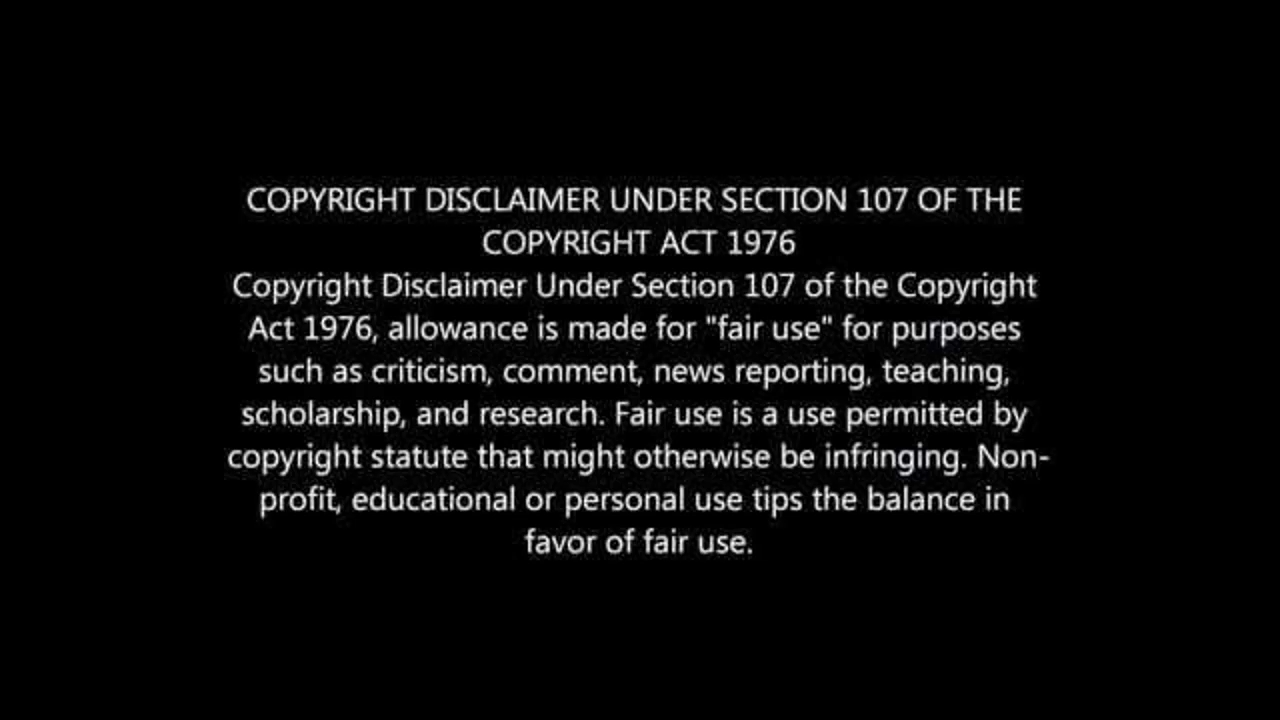 COPYRIGHT DISCLAIMER UNDER SECTION 107 OF THE
COPYRIGHT ACT 1976
Copyright Disclaimer Under Section 107 of the Copyright
Act 1976, allowance is made for "fair use" for purposes
such as criticism, comment, news reporting, teaching,
scholarship, and research. Fair use is a use permitted by
copyright statute that might otherwise be infringing. Non-
profit, educational or personal use tips the balance in
favor of fair use.